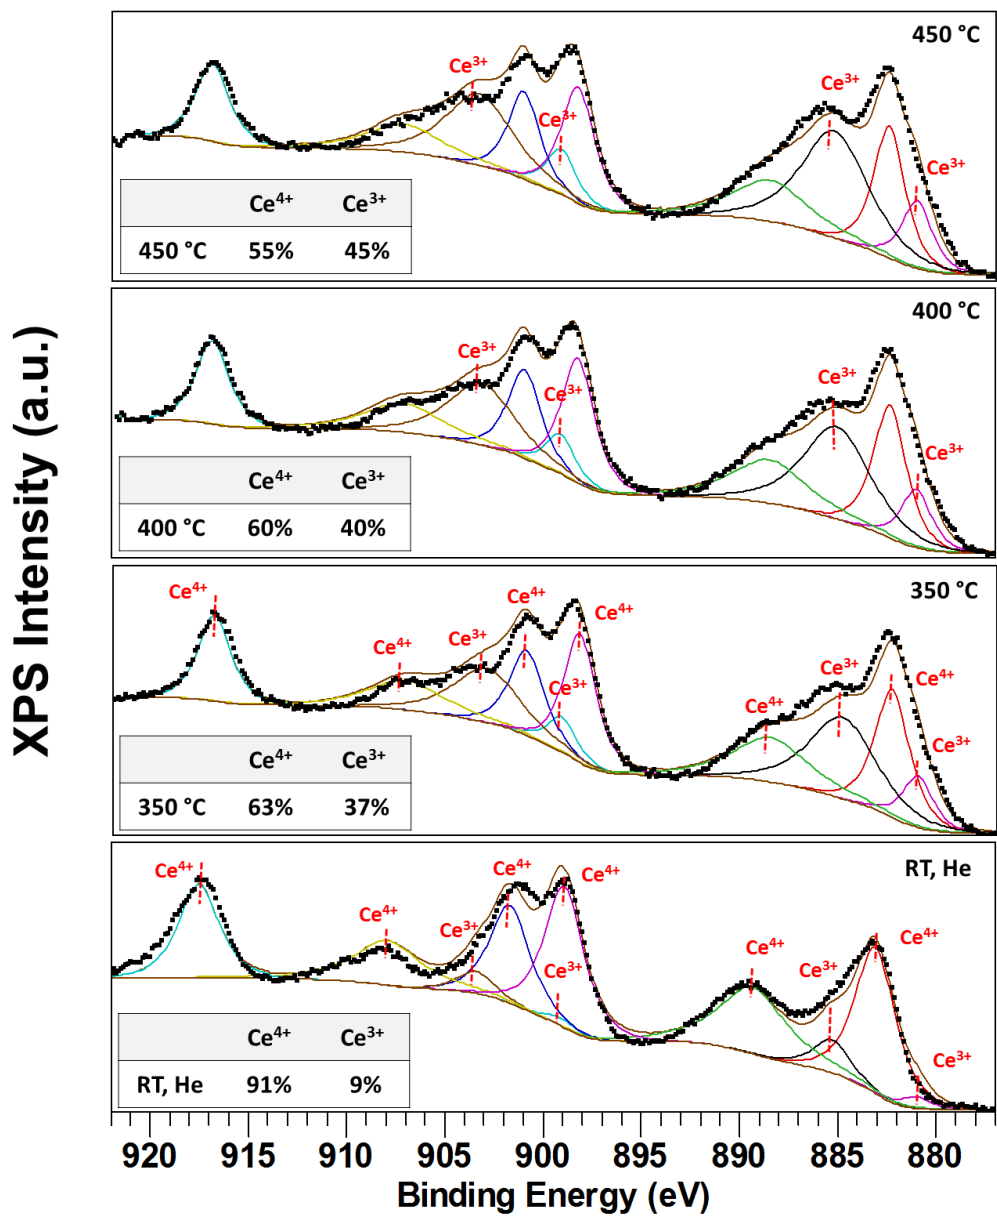 XPS Intensity (a.u.)
450 °C
Ce³⁺
Ce³⁺
Ce³⁺
Ce³⁺
Ce⁴⁺ Ce³⁺
450 °C 55% 45%
400 °C
Ce³⁺
Ce³⁺
Ce³⁺
Ce³⁺
Ce⁴⁺ Ce³⁺
400 °C 60% 40%
350 °C
Ce⁴⁺
Ce⁴⁺
Ce³⁺
Ce⁴⁺
Ce⁴⁺
Ce³⁺
Ce⁴⁺
Ce³⁺
Ce⁴⁺
Ce³⁺
Ce⁴⁺ Ce³⁺
350 °C 63% 37%
RT, He
Ce⁴⁺
Ce⁴⁺
Ce³⁺
Ce⁴⁺
Ce⁴⁺
Ce³⁺
Ce⁴⁺
Ce³⁺
Ce⁴⁺
Ce³⁺
Ce⁴⁺ Ce³⁺
RT, He 91% 9%
920 915 910 905 900 895 890 885 880
Binding Energy (eV)